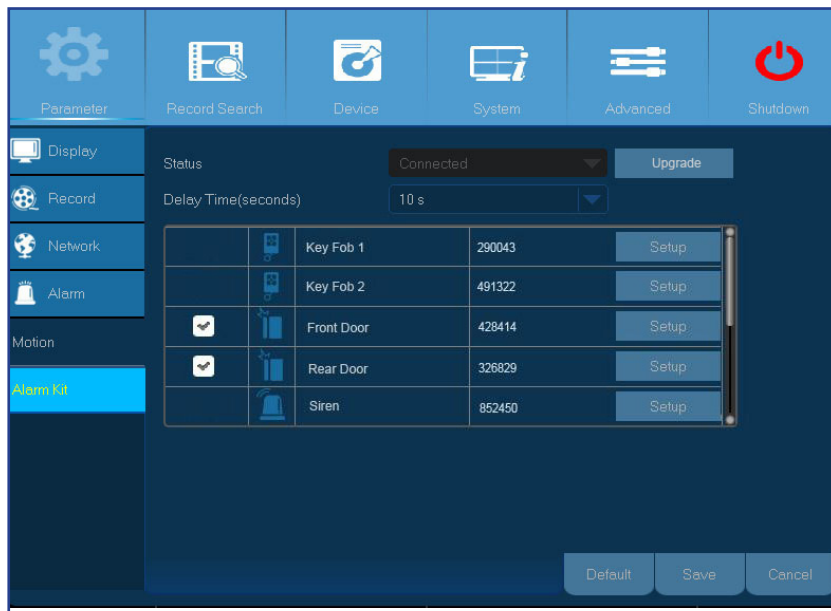 Parameter
Record Search
Device
System
Advanced
Shutdown
Display
Record
Network
Alarm
Motion
Alarm Kit
Status Connected Upgrade
Delay Time(seconds) 10 s
Key Fob 1 290043 Setup
Key Fob 2 491322 Setup
Front Door 428414 Setup
Rear Door 326829 Setup
Siren 852450 Setup
Default Save Cancel